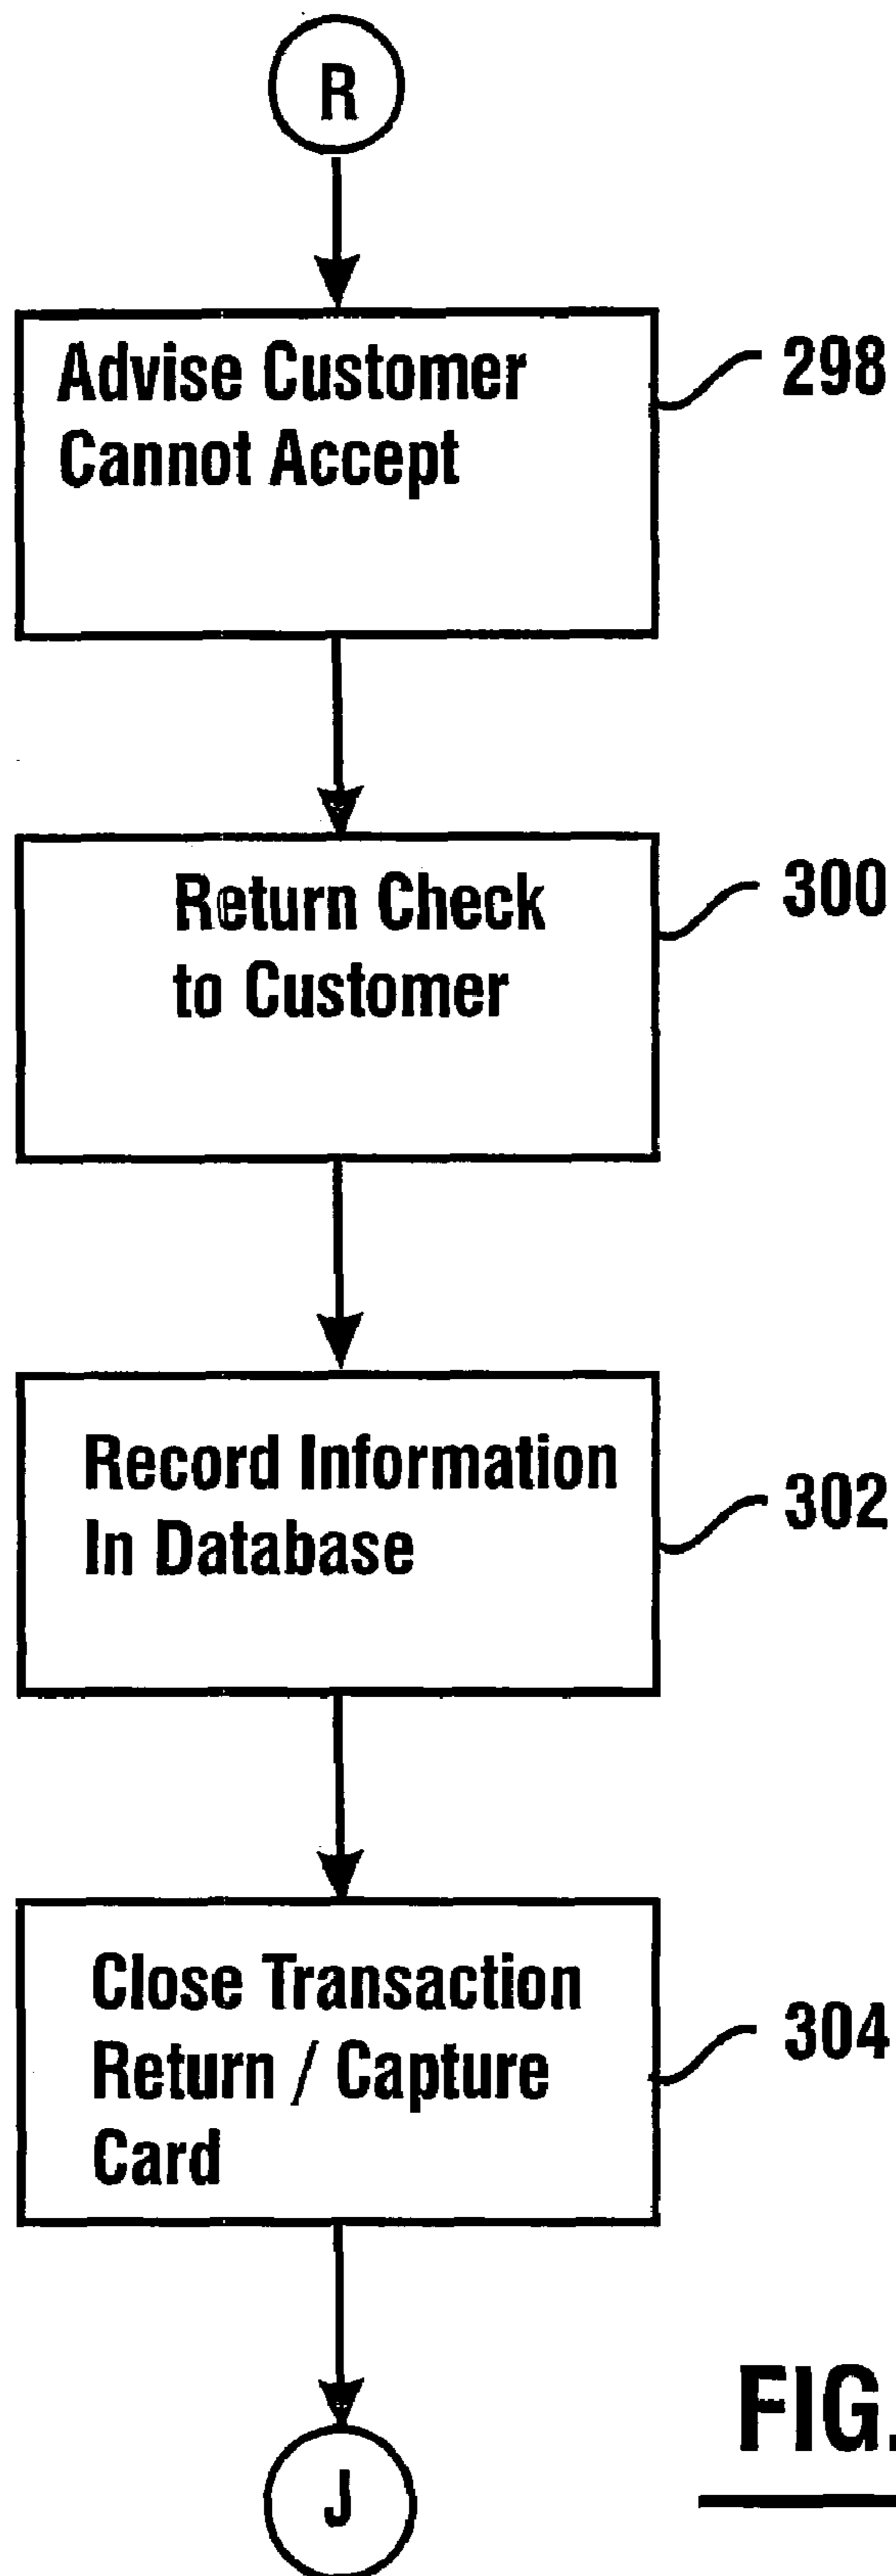 R
Advise Customer
Cannot Accept
298
Return Check
to Customer
300
Record Information
In Database
302
Close Transaction
Return / Capture
Card
304
FIG.
J